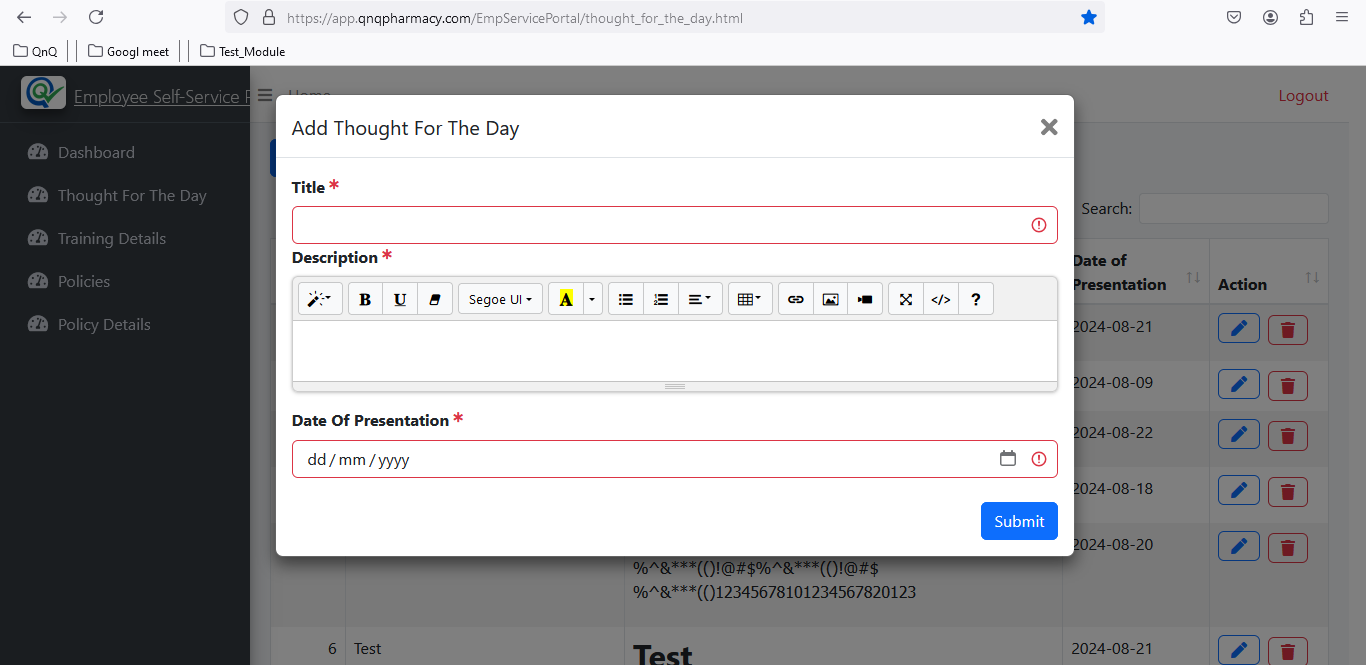 https://app.qnqpharmacy.com/EmpServicePortal/thought_for_the_day.html
QnQ
Googl meet
Test_Module
Employee Self-Service
Home
Logout
Dashboard
Thought For The Day
Training Details
Policies
Policy Details
Add Thought For The Day
Title *
Description *
B U Segoe UI A </> ?
Date Of Presentation *
dd / mm / yyyy
Submit
Search:
Date of
Presentation
Action
2024-08-21
2024-08-09
2024-08-22
2024-08-18
2024-08-20
%^&***(()!@#$%^&***(()!@#$
%^&***(()12345678101234567820123
6 Test Test 2024-08-21